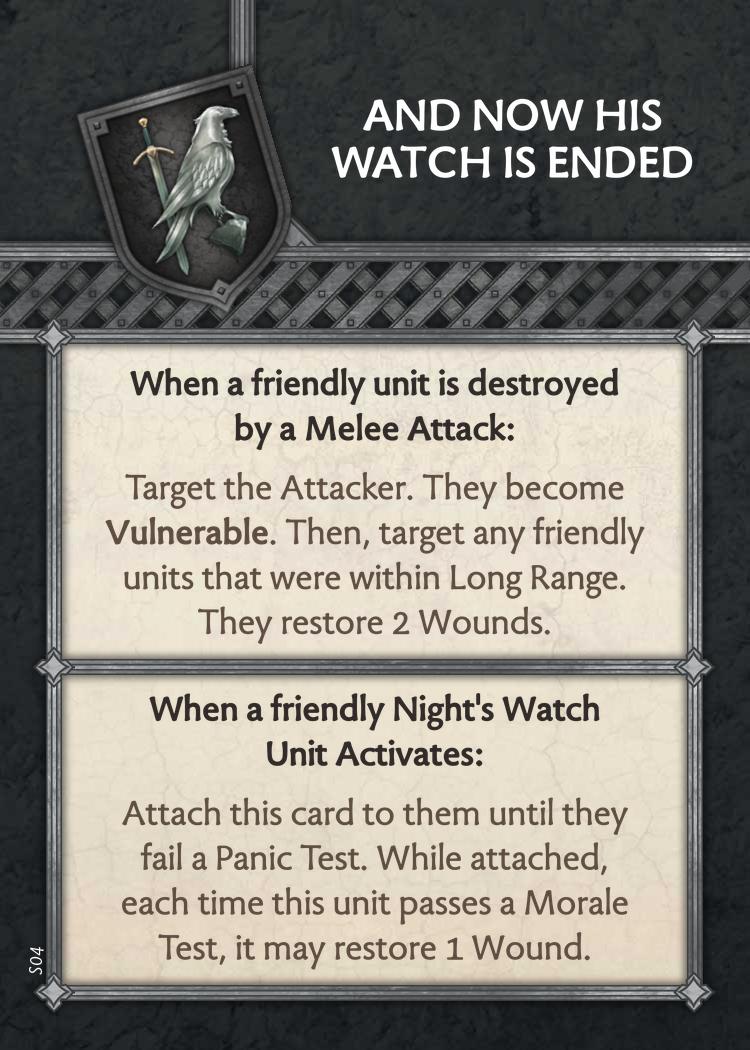 AND NOW HIS
WATCH IS ENDED
When a friendly unit is destroyed
by a Melee Attack:
Target the Attacker. They become
Vulnerable. Then, target any friendly
units that were within Long Range.
They restore 2 Wounds.
When a friendly Night's Watch
Unit Activates:
Attach this card to them until they
fail a Panic Test. While attached,
each time this unit passes a Morale
Test, it may restore 1 Wound.
S04